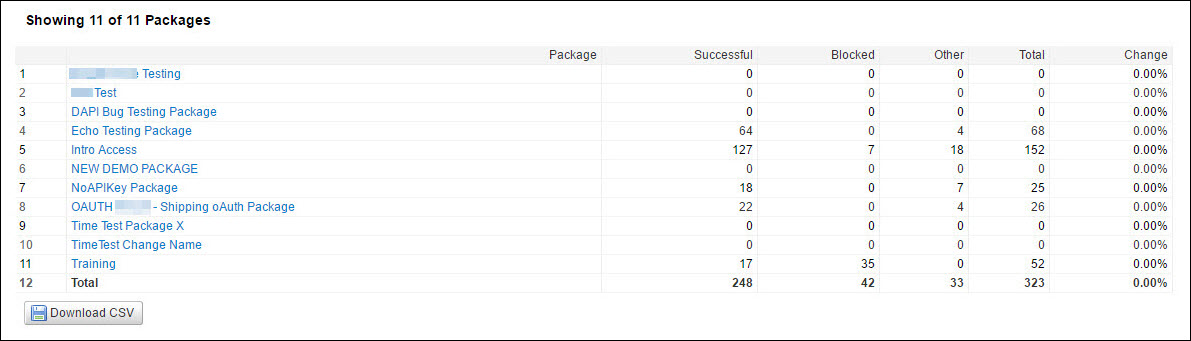 Showing 11 of 11 Packages
Package Successful Blocked Other Total Change
1 Testing 0 0 0 0 0.00%
2 Test 0 0 0 0 0.00%
3 DAPI Bug Testing Package 0 0 0 0 0.00%
4 Echo Testing Package 64 0 4 68 0.00%
5 Intro Access 127 7 18 152 0.00%
6 NEW DEMO PACKAGE 0 0 0 0 0.00%
7 NoAPIKey Package 18 0 7 25 0.00%
8 OAUTH - Shipping oAuth Package 22 0 4 26 0.00%
9 Time Test Package X 0 0 0 0 0.00%
10 TimeTest Change Name 0 0 0 0 0.00%
11 Training 17 35 0 52 0.00%
12 Total 248 42 33 323 0.00%
Download CSV